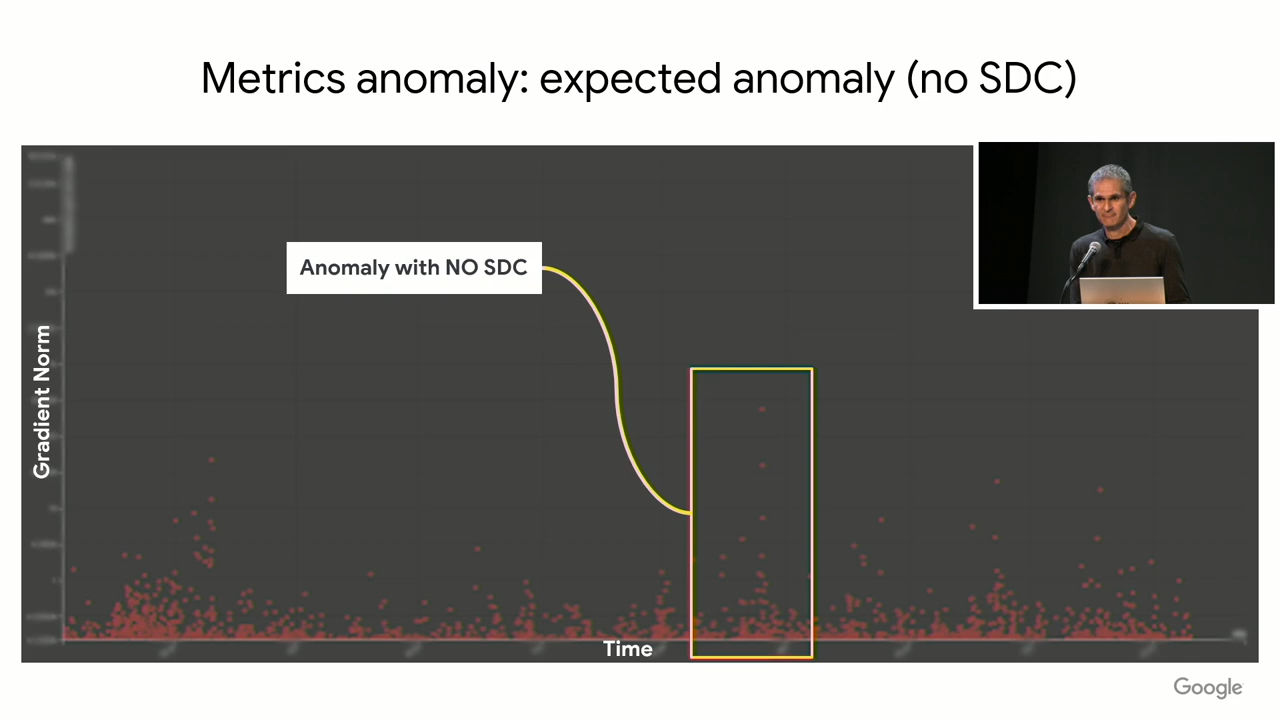 Metrics anomaly: expected anomaly (no SDC)
Anomaly with NO SDC
Gradient Norm
Time
Google